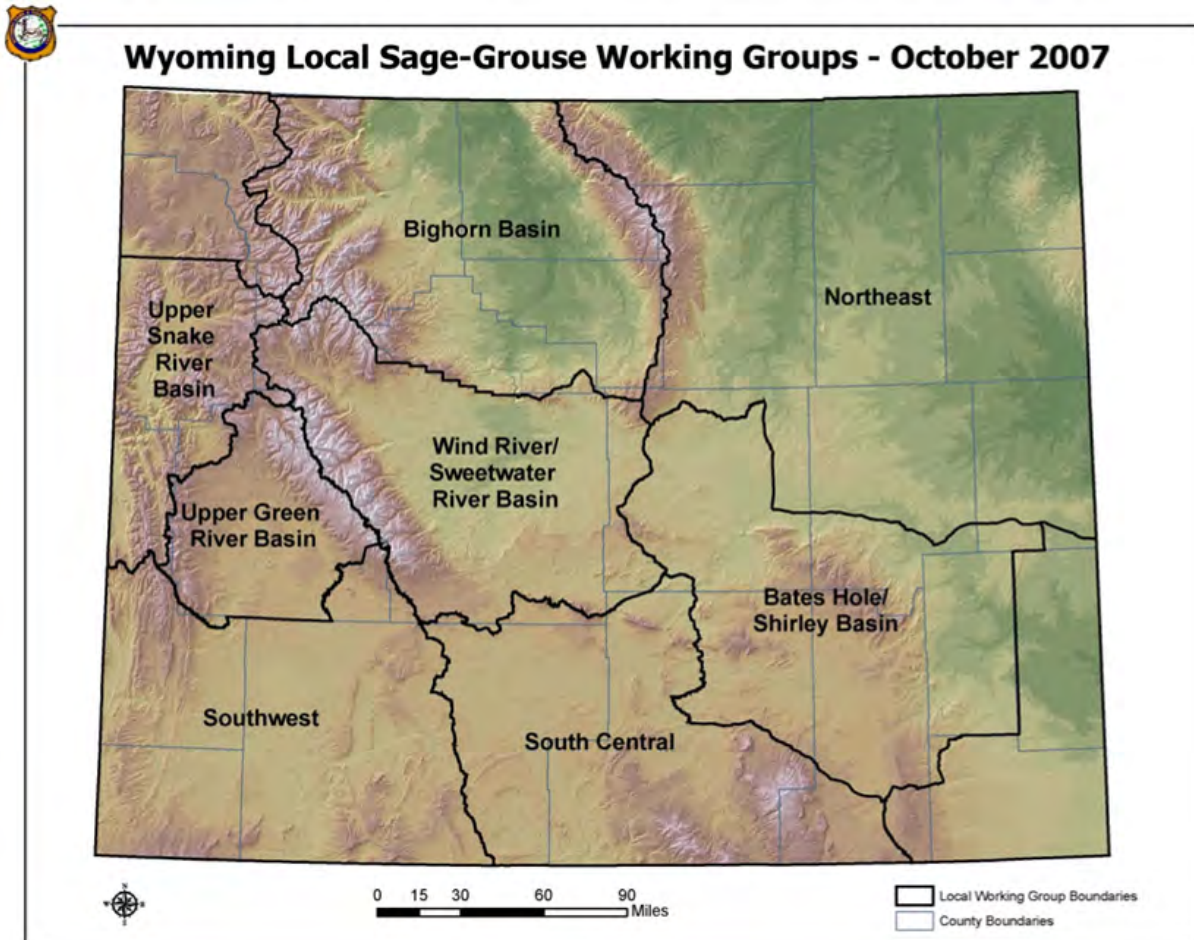 Wyoming Local Sage-Grouse Working Groups - October 2007
Bighorn Basin
Northeast
Upper
Snake
River
Basin
Wind River/
Sweetwater
River Basin
Upper Green
River Basin
Bates Hole/
Shirley Basin
Southwest
South Central
0 15 30 60 90
Miles
Local Working Group Boundaries
County Boundaries